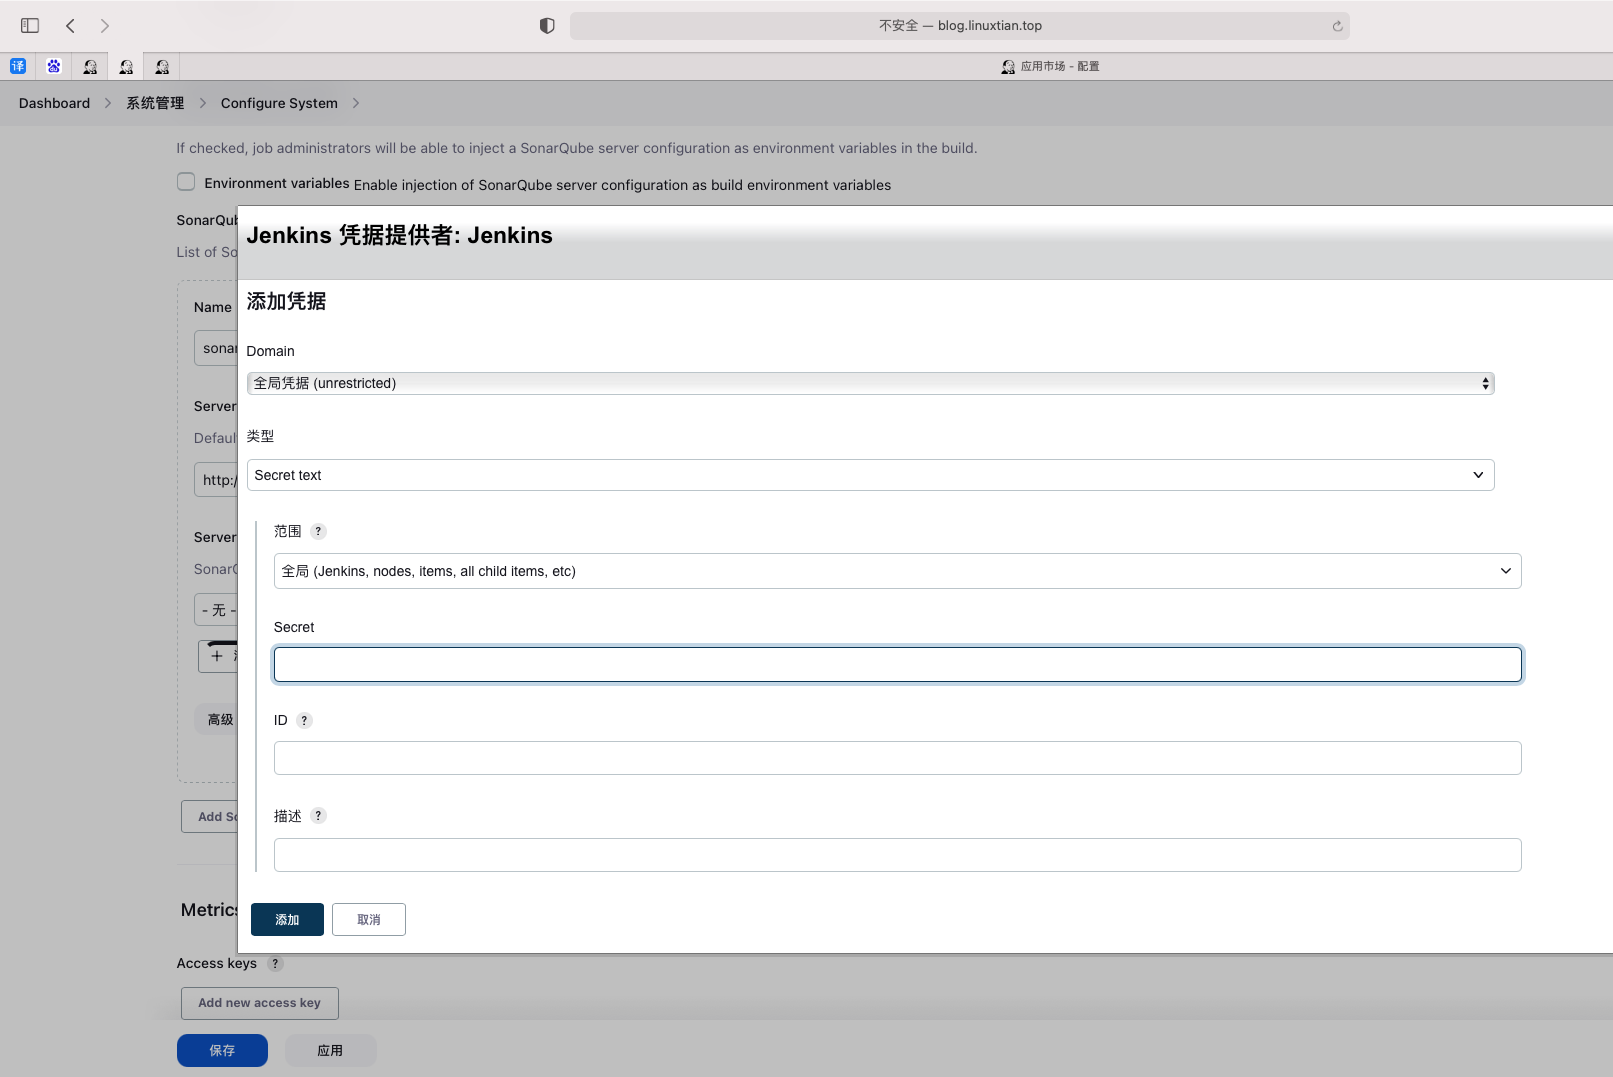 不安全 — blog.linuxtian.top
译
应用市场 - 配置
Dashboard
系统管理
Configure System
If checked, job administrators will be able to inject a SonarQube server configuration as environment variables in the build.
Environment variables Enable injection of SonarQube server configuration as build environment variables
SonarQub
Jenkins 凭据提供者: Jenkins
List of So
添加凭据
Name
Domain
sonar
全局凭据 (unrestricted)
Server
Defaul
类型
http:/
Secret text
Server
范围 ?
SonarQ
全局 (Jenkins, nodes, items, all child items, etc)
- 无 -
Secret
+
高级
ID ?
Add So
描述 ?
Metrics
添加
取消
Access keys ?
Add new access key
保存
应用